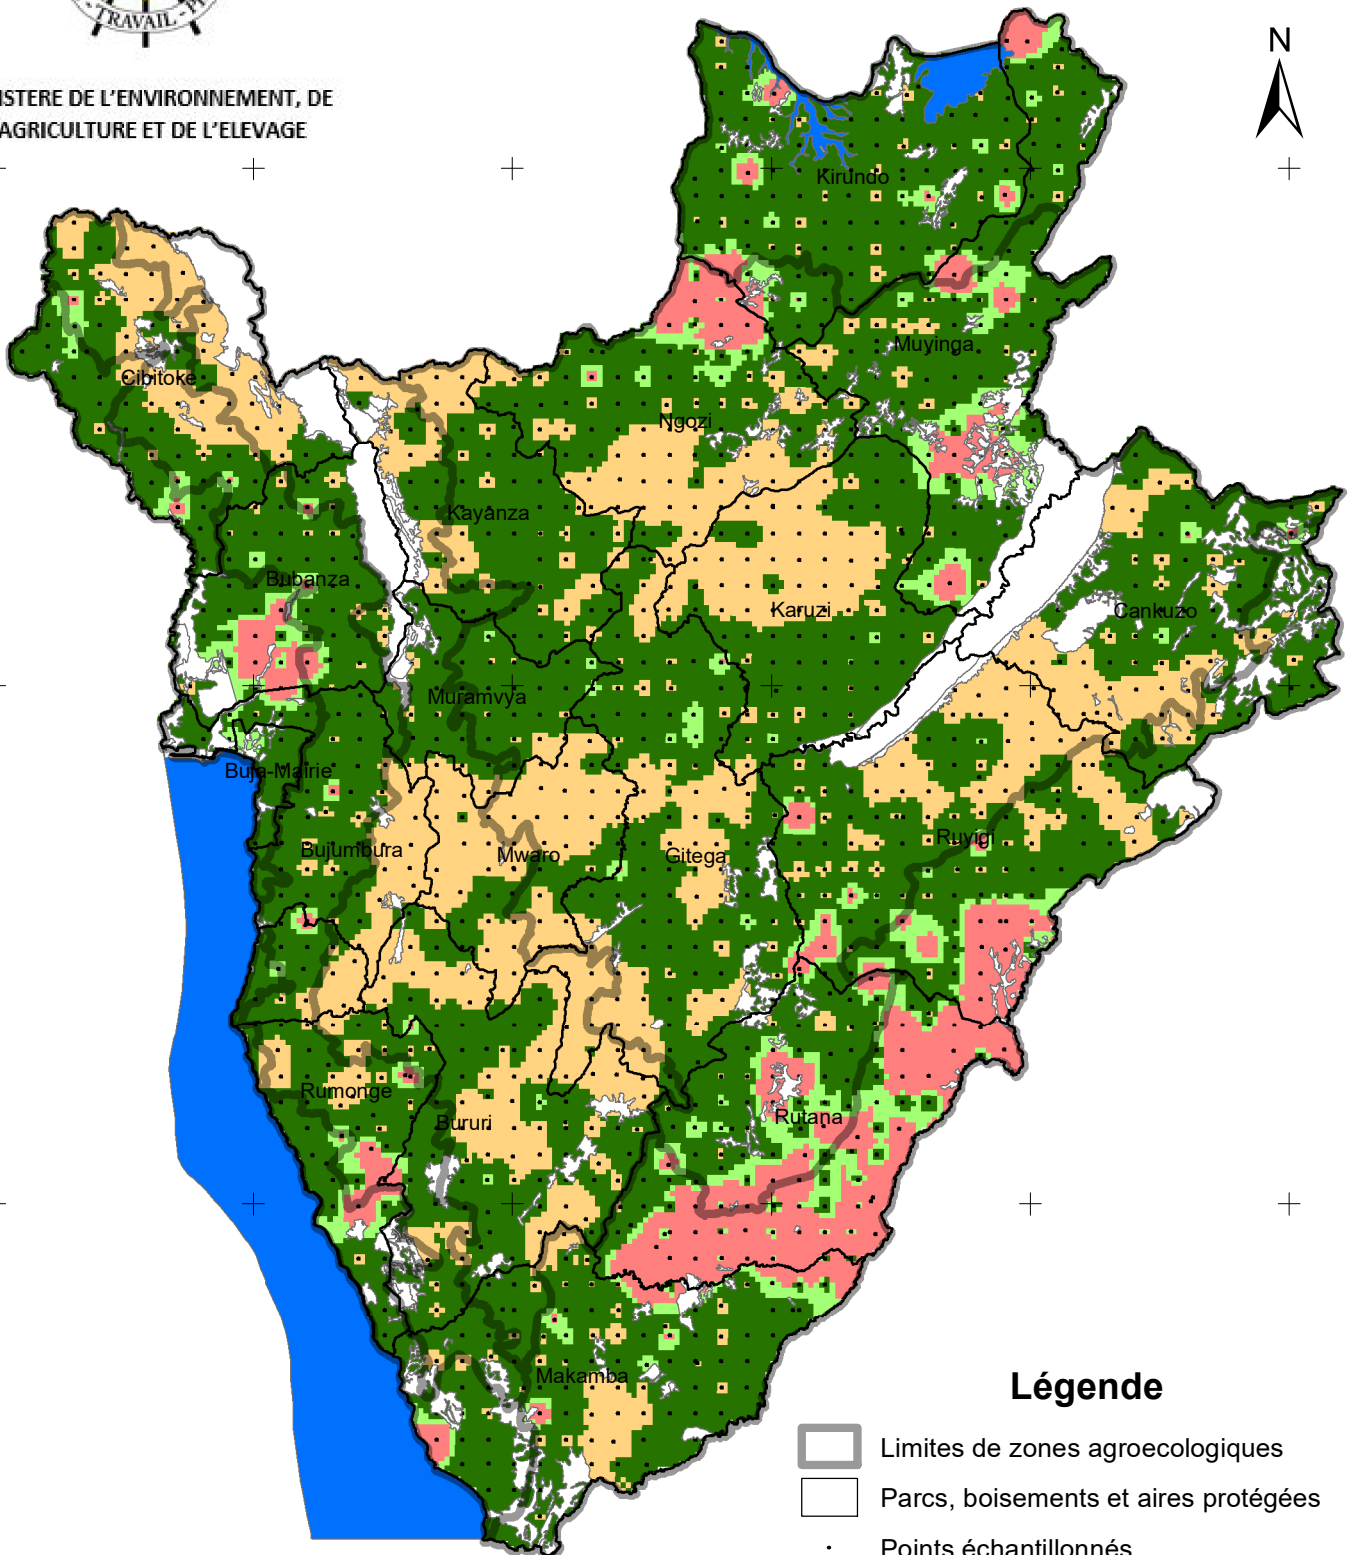 - TRAVAIL -
ISTERE DE L'ENVIRONNEMENT, DE
AGRICULTURE ET DE L'ELEVAGE
N
Kirundo
Muyinga
Cibitoke
Ngozi
Kayanza
Bubanza
Karuzi
Cankuzo
Muramvya
Buja-Mairie
Bujumbura
Mwaro
Gitega
Ruyigi
Rumonge
Bururi
Rutana
Makamba
Légende
Limites de zones agroecologiques
Parcs, boisements et aires protégées
Points échantillonnés